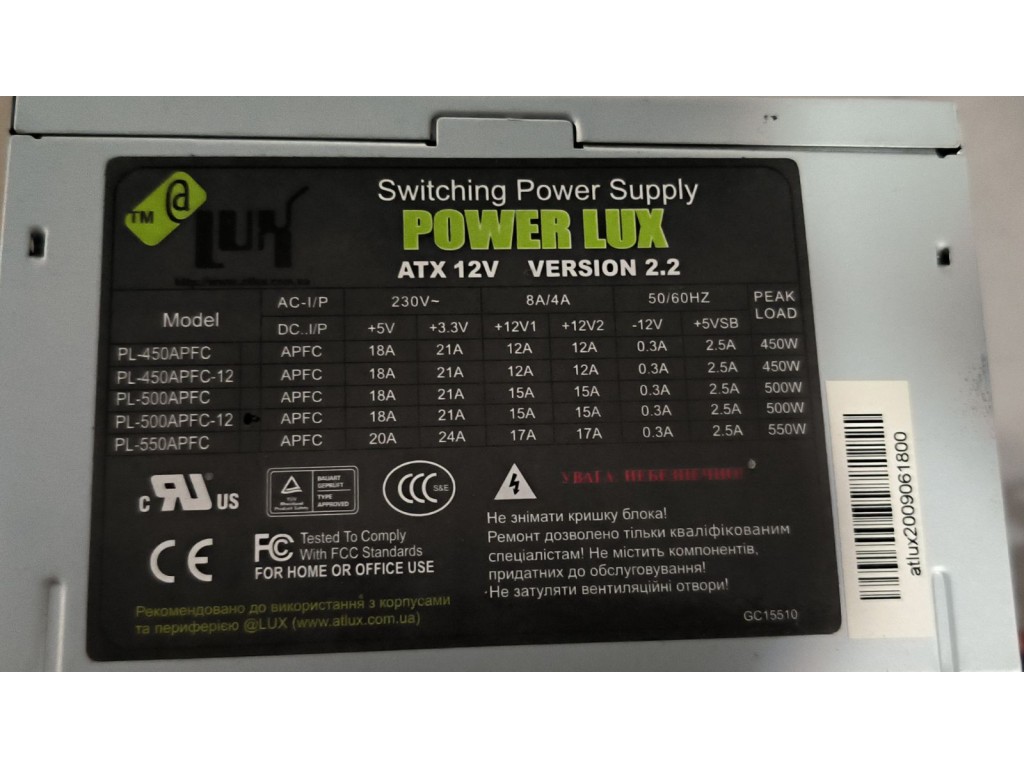 @
TM LUX
Switching Power Supply
POWER LUX
ATX 12V VERSION 2.2
Model AC-I/P 230V~ 8A/4A 50/60HZ PEAK LOAD
DC..I/P +5V +3.3V +12V1 +12V2 -12V +5VSB
PL-450APFC APFC 18A 21A 12A 12A 0.3A 2.5A 450W
PL-450APFC-12 APFC 18A 21A 12A 12A 0.3A 2.5A 450W
PL-500APFC APFC 18A 21A 15A 15A 0.3A 2.5A 500W
PL-500APFC-12 APFC 18A 21A 15A 15A 0.3A 2.5A 500W
PL-550APFC APFC 20A 24A 17A 17A 0.3A 2.5A 550W
c RU US
TUV
BAUART
GEPRÜFT
TYPE
APPROVED
CCC S&E
CE
FC Tested To Comply
With FCC Standards
FOR HOME OR OFFICE USE
Рекомендовано до використання з корпусами
та периферією @LUX (www.atlux.com.ua)
УВАГА НЕБЕЗПЕЧНО!
Не знімати кришку блока!
Ремонт дозволено тільки кваліфікованим
спеціалістам! Не містить компонентів,
придатних до обслуговування!
Не затуляти вентиляційні отвори!
GC15510
atlux2009061800